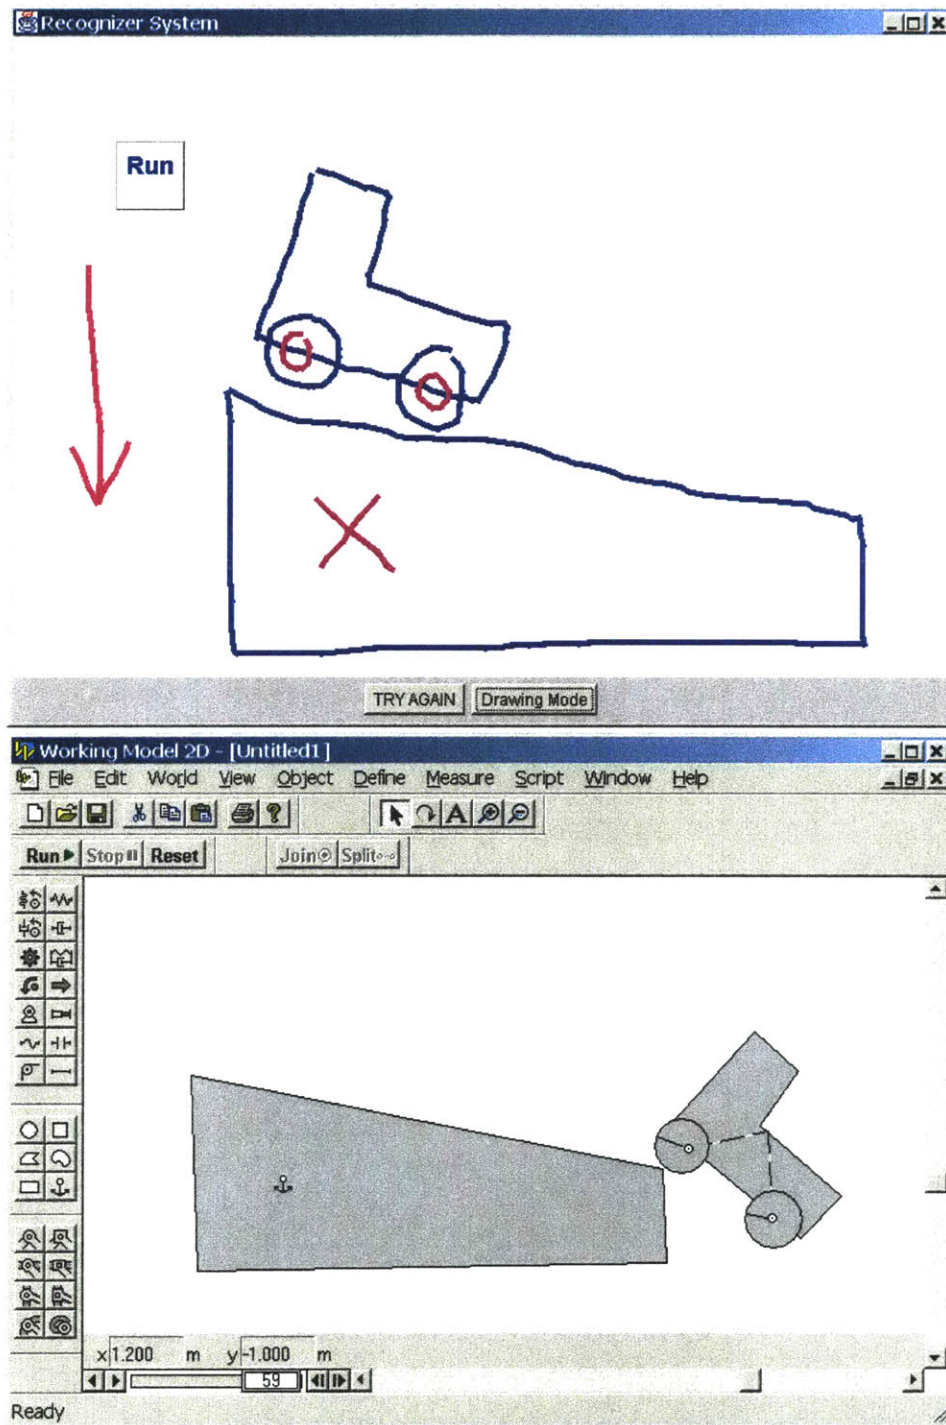 Recognizer System
Run
TRY AGAIN Drawing Mode
Working Model 2D - [Untitled1]
File Edit World View Object Define Measure Script Window Help
A
Run Stop Reset Join Split
x 1.200 m y -1.000 m
59
Ready